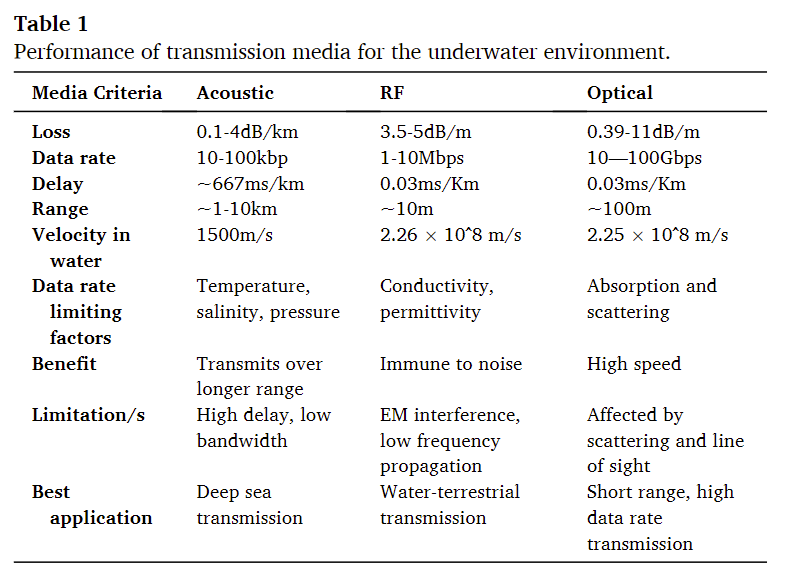 Table 1
Performance of transmission media for the underwater environment.
Media Criteria Acoustic RF Optical
Loss 0.1-4dB/km 3.5-5dB/m 0.39-11dB/m
Data rate 10-100kbp 1-10Mbps 10—100Gbps
Delay ~667ms/km 0.03ms/Km 0.03ms/Km
Range ~1-10km ~10m ~100m
Velocity in 1500m/s 2.26 × 10^8 m/s 2.25 × 10^8 m/s
water
Data rate Temperature, Conductivity, Absorption and
limiting salinity, pressure permittivity scattering
factors
Benefit Transmits over Immune to noise High speed
longer range
Limitation/s High delay, low EM interference, Affected by
bandwidth low frequency scattering and line
propagation of sight
Best Deep sea Water-terrestrial Short range, high
application transmission transmission data rate
transmission